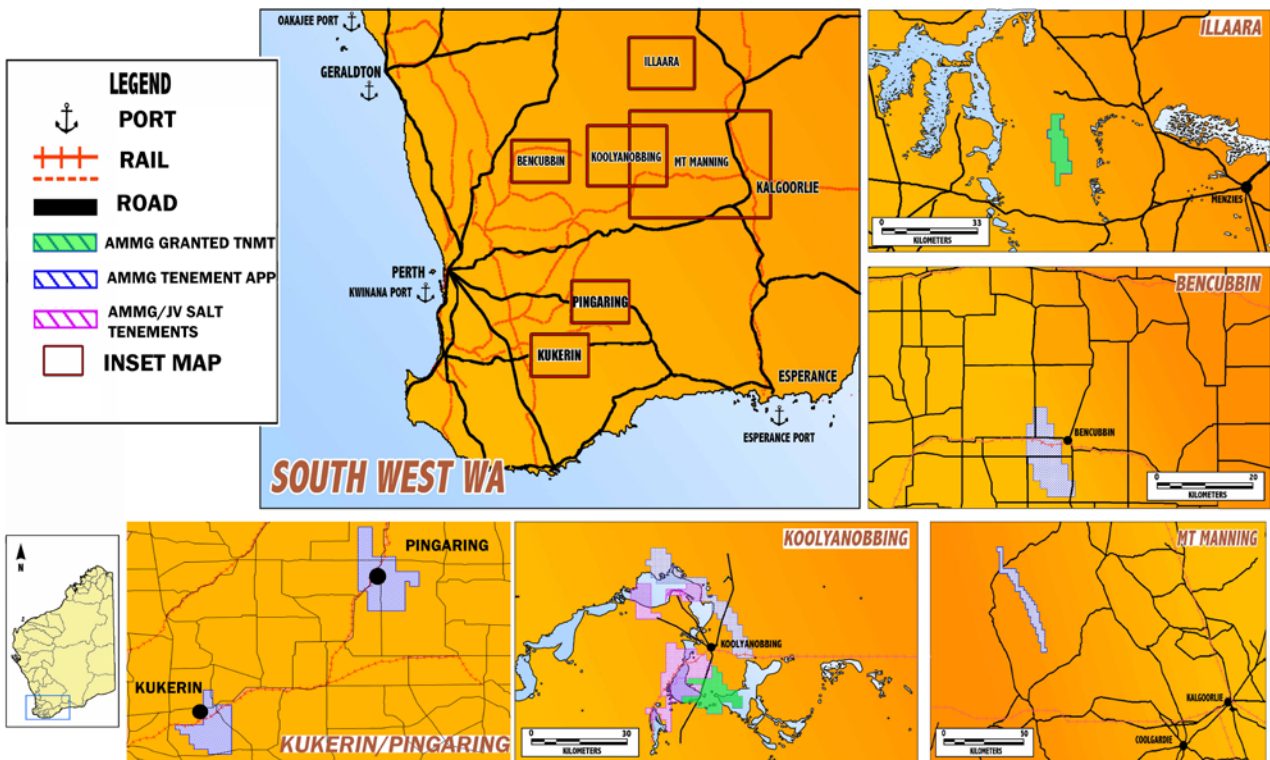 LEGEND
PORT
RAIL
ROAD
AMMG GRANTED TNMT
AMMG TENEMENT APP
AMMG/JV SALT
TENEMENTS
INSET MAP
OAKAJEE PORT
GERALDTON
ILLAARA
BENCUBBIN
KOOLYANOBBING
MT MANNING
KALGOORLIE
PERTH
KWINANA PORT
PINGARING
KUKERIN
ESPERANCE
ESPERANCE PORT
SOUTH WEST WA
ILLAARA
MENZIES
0 33
KILOMETERS
BENCUBBIN
BENCUBBIN
0 20
KILOMETERS
N
PINGARING
KUKERIN
KUKERIN/PINGARING
KOOLYANOBBING
KOOLYANOBBING
0 30
KILOMETERS
MT MANNING
KALGOORLIE
COOLGARDIE
0 50
KILOMETERS